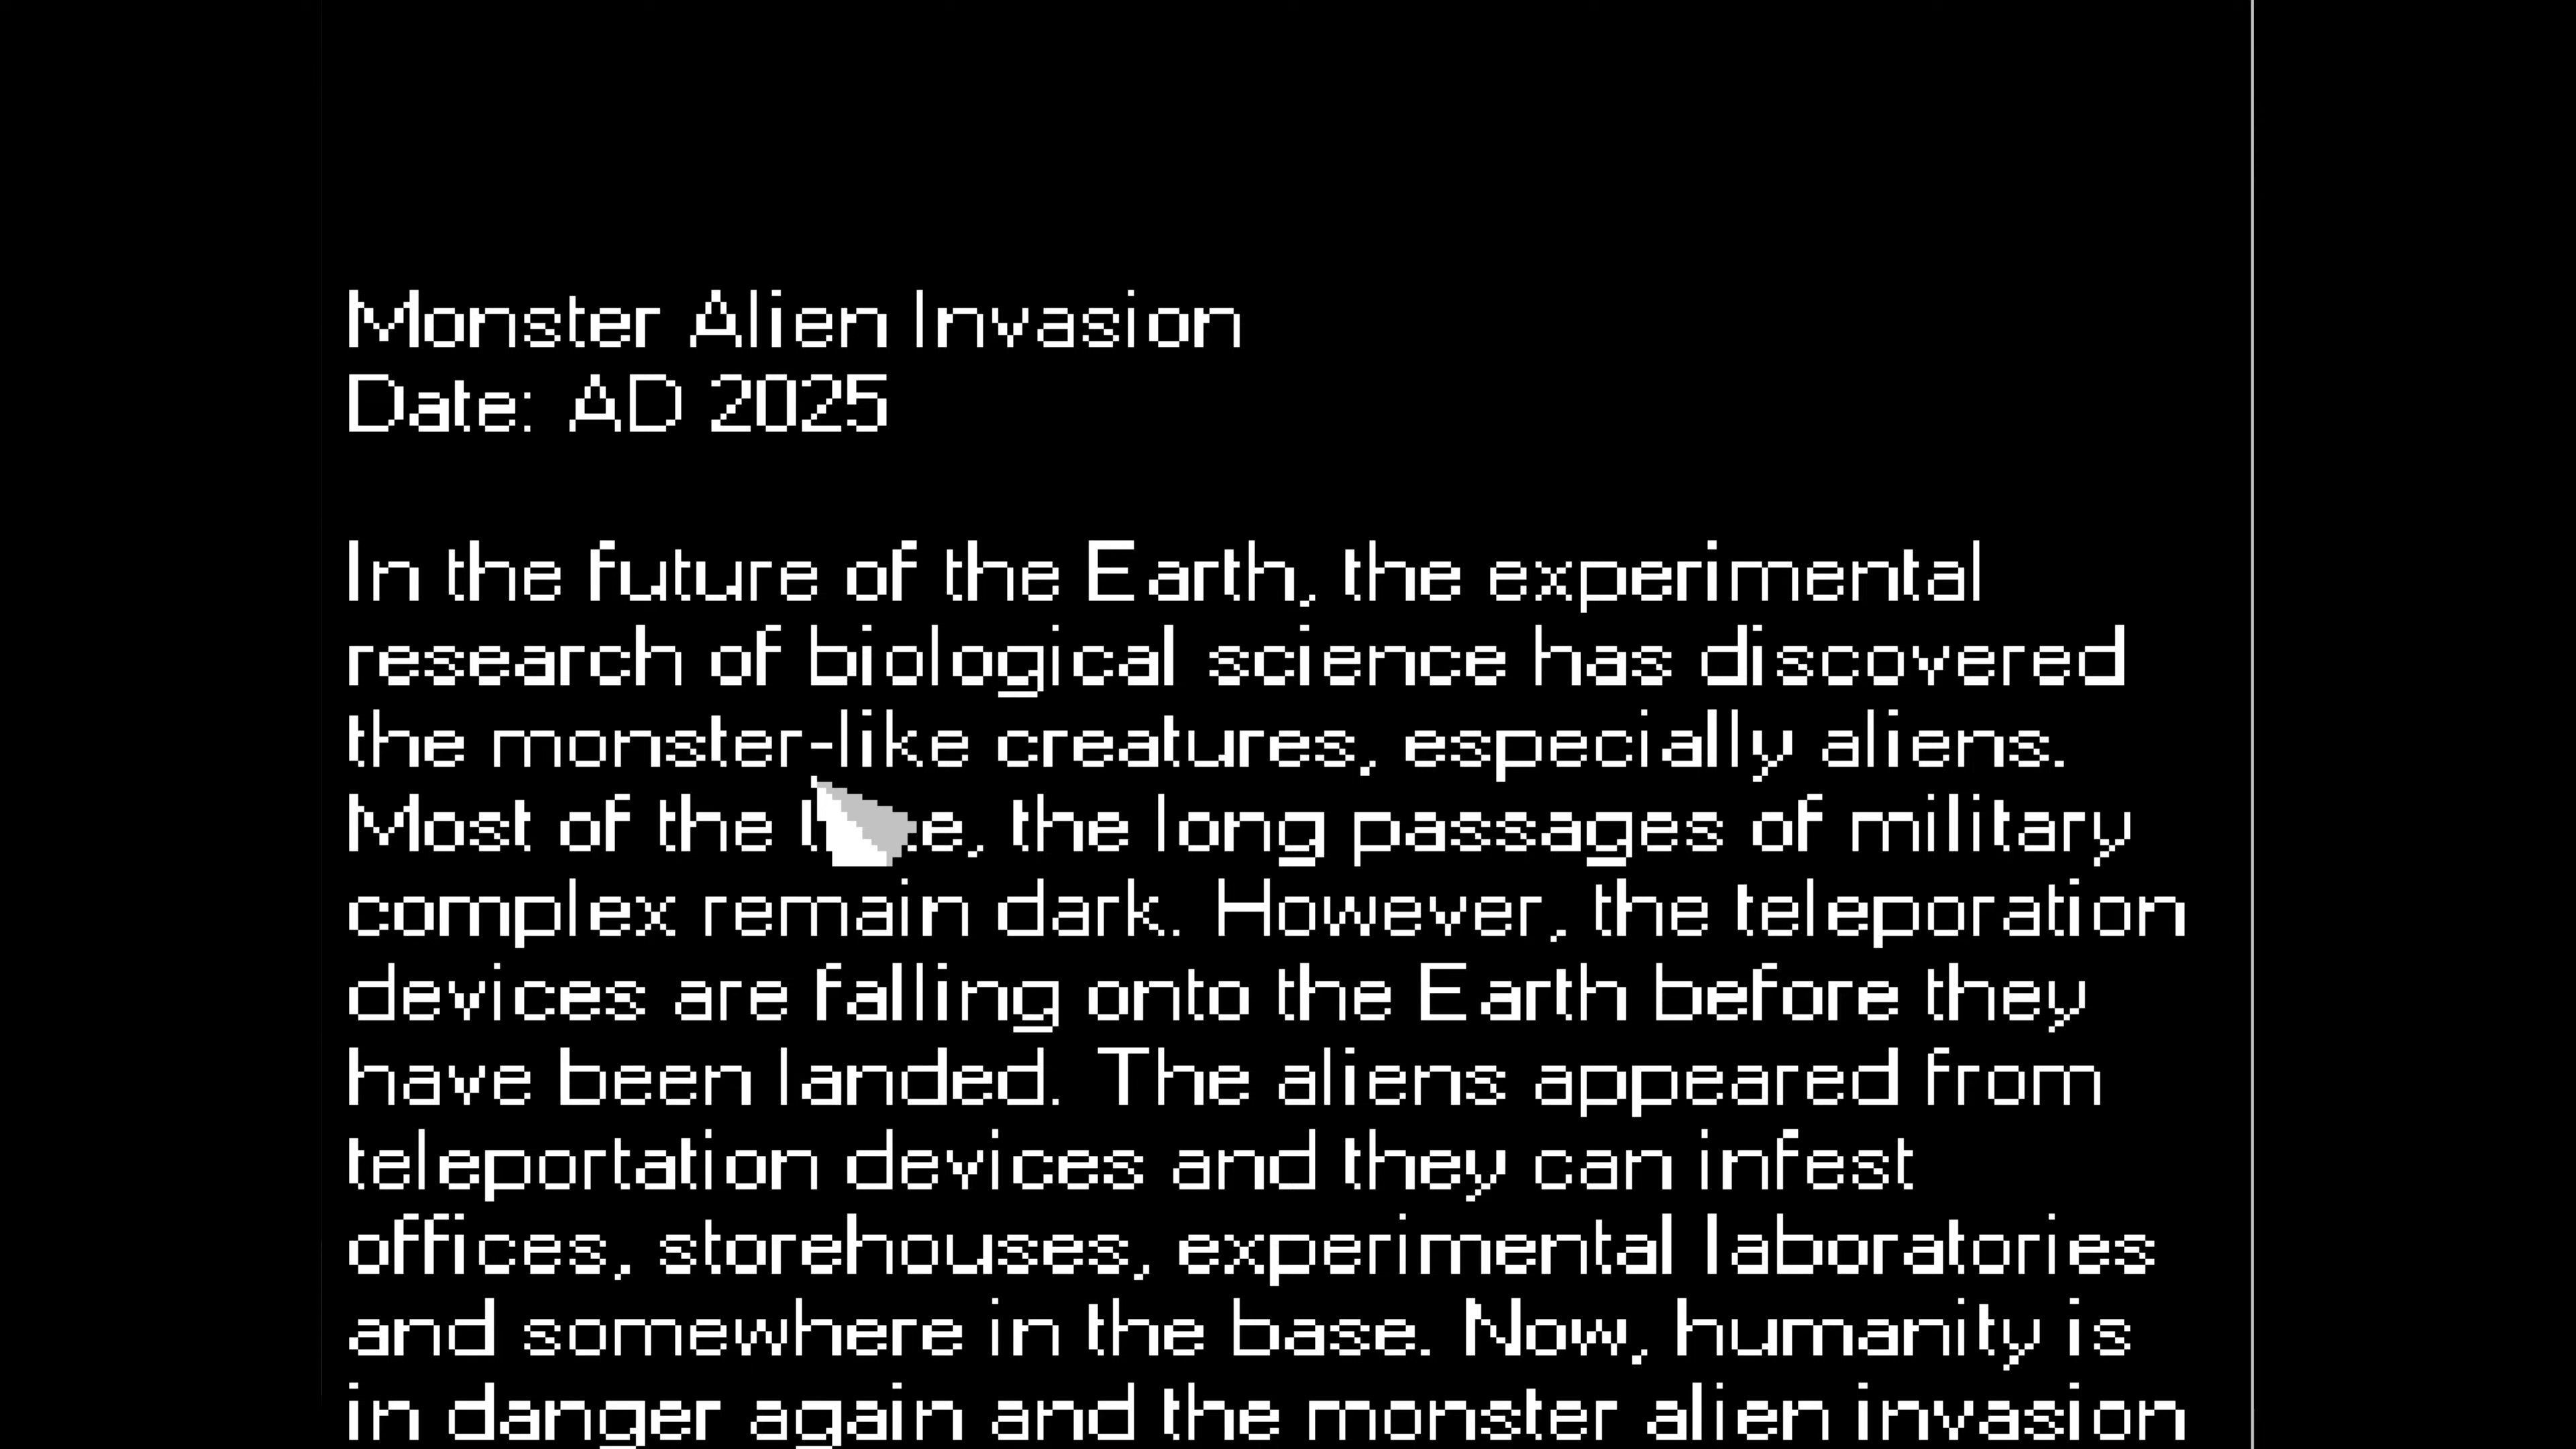 Monster Alien Invasion
Date: AD 2025
In the future of the Earth, the experimental
research of biological science has discovered
the monster-like creatures, especially aliens.
Most of the the long passages of military
complex remain dark. However, the teleporation
devices are falling onto the Earth before they
have been landed. The aliens appeared from
teleportation devices and they can infest
offices, storehouses, experimental laboratories
and somewhere in the base. Now, humanity is
in danger again and the monster alien invasion